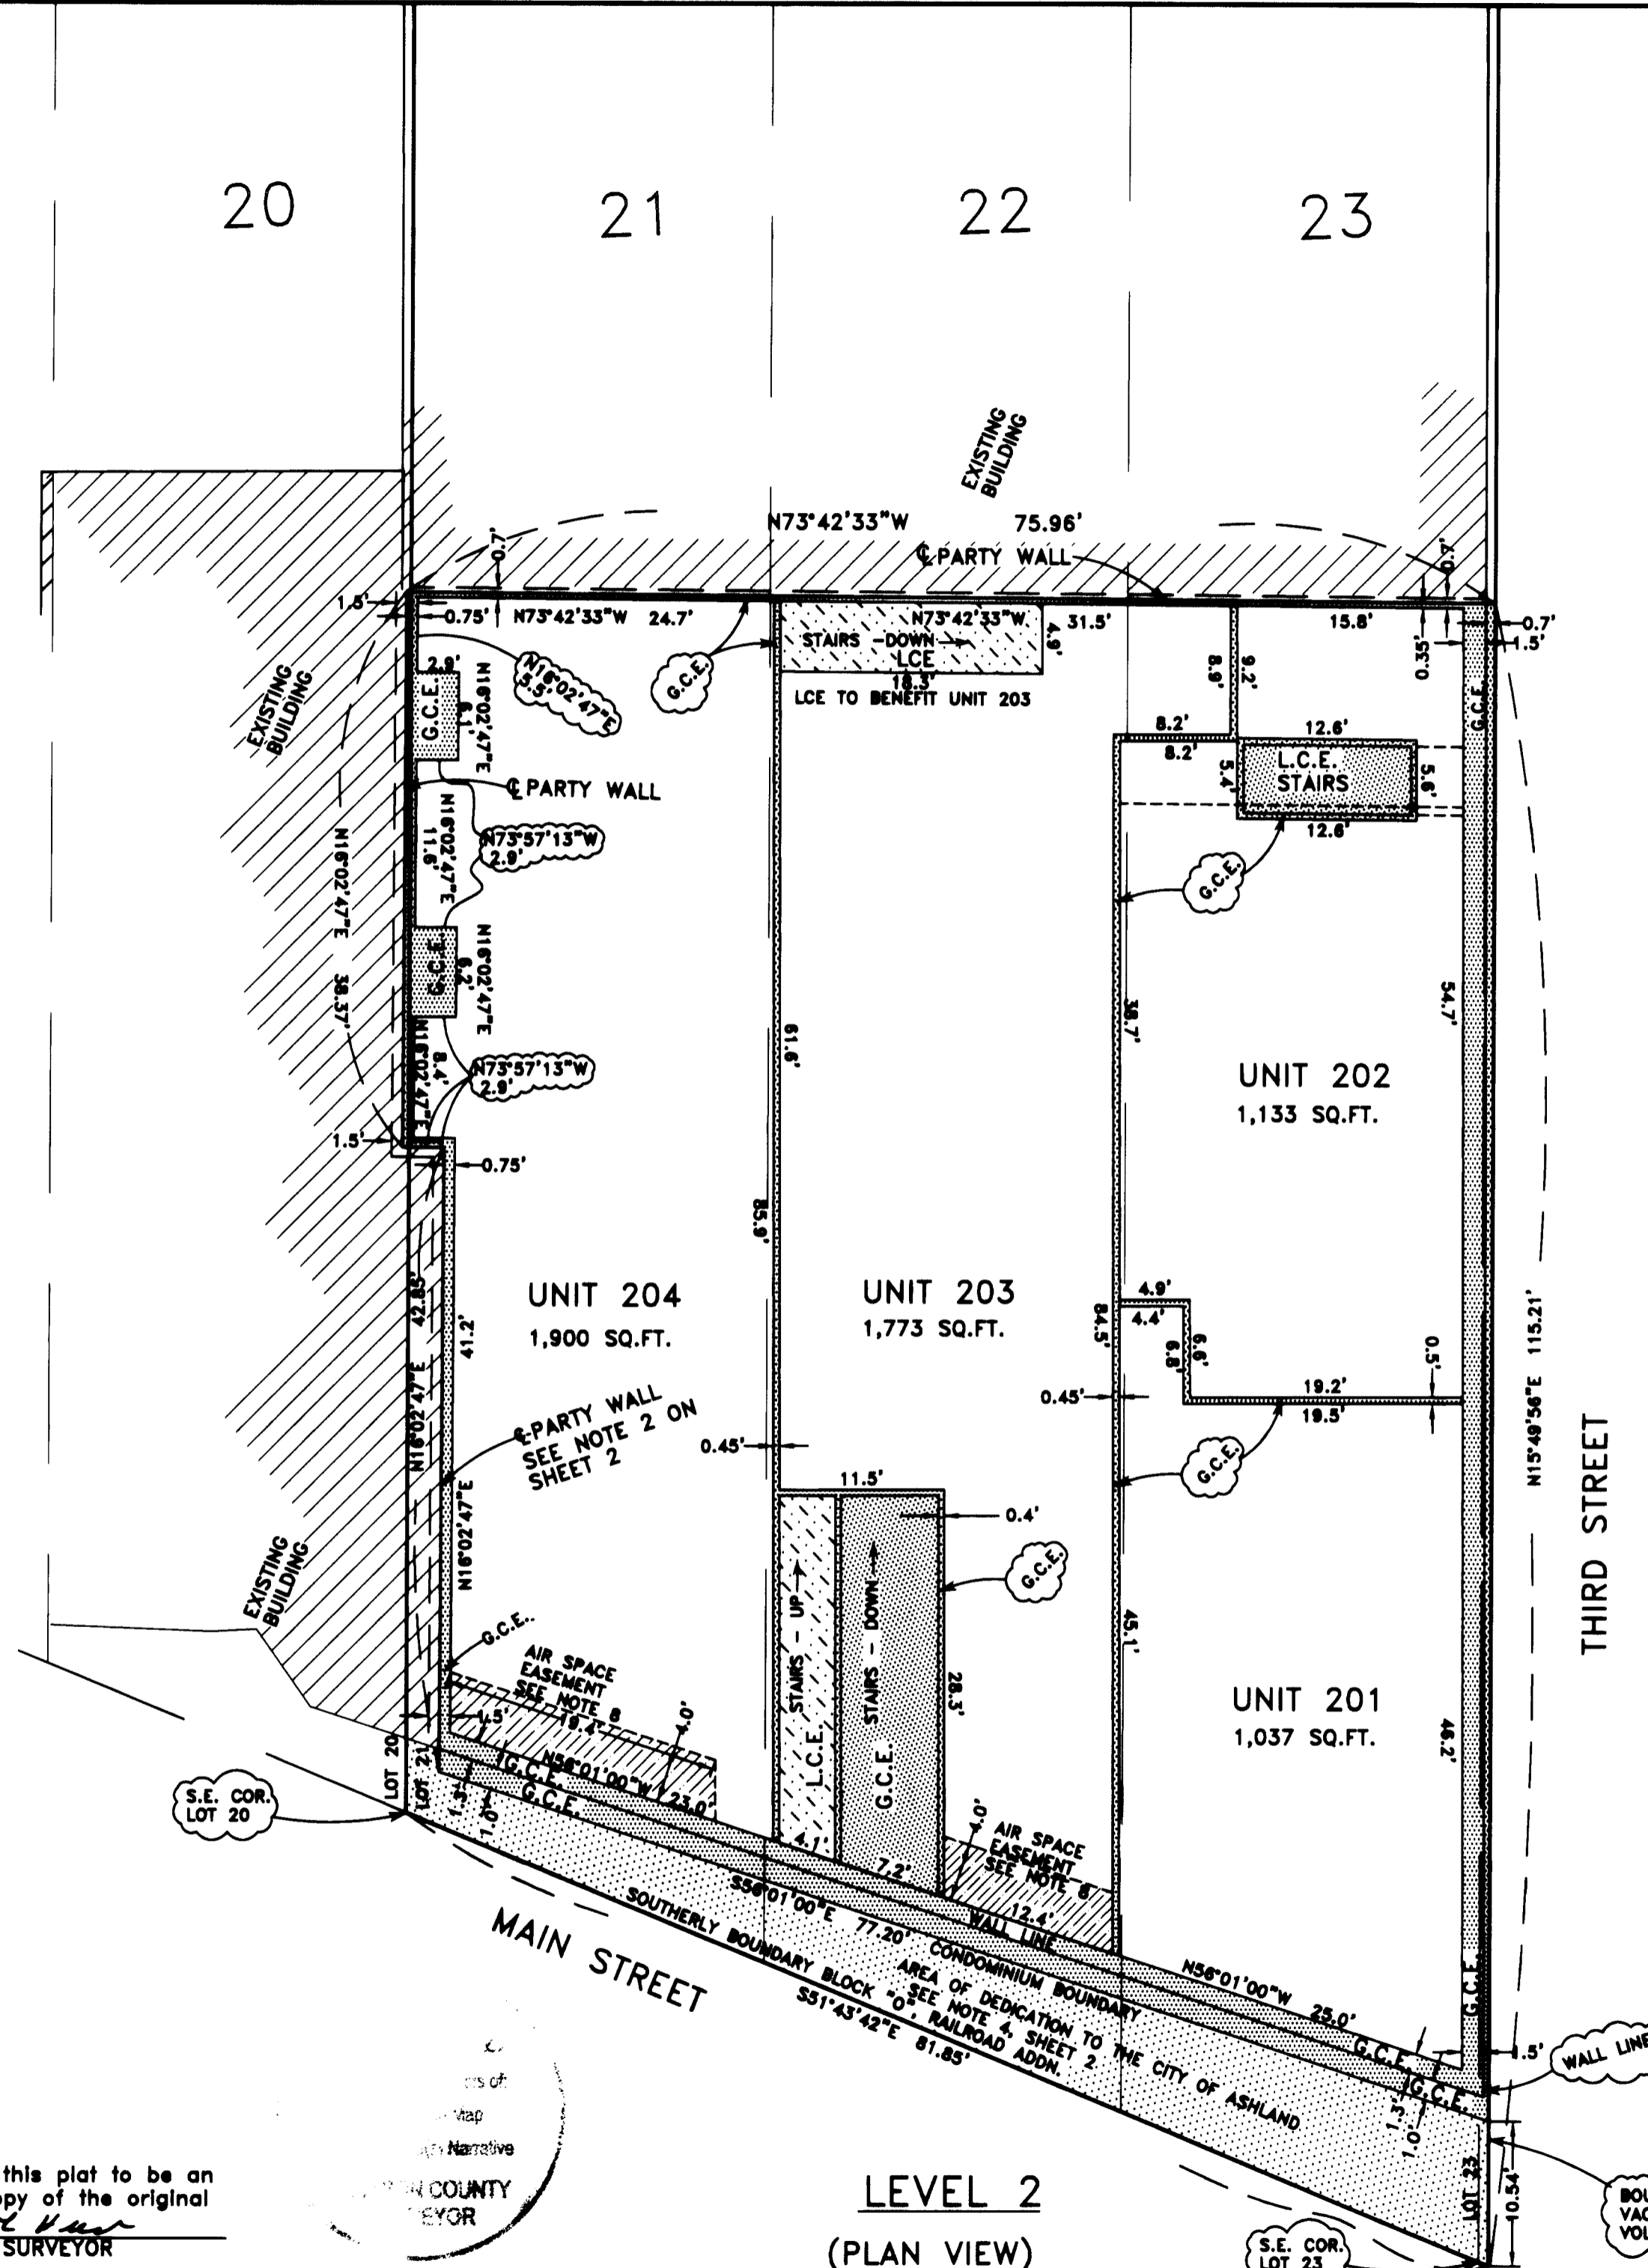 20
21
22
23
EXISTING
BUILDING
N73°42'33"W 75.96'
℄ PARTY WALL
0.7'
0.7'
1.5'
0.75'
N73°42'33"W 24.7'
N73°42'33"W 31.5'
15.8'
0.7'
1.5'
0.35'
STAIRS - DOWN
LCE
4.9'
18.3'
LCE TO BENEFIT UNIT 203
G.C.E.
N16°02'47"E
5.5'
2.9'
G.C.E.
N16°02'47"E
6.1'
EXISTING
BUILDING
℄ PARTY WALL
N73°57'13"W
2.9'
N16°02'47"E
11.6'
G.C.E.
N16°02'47"E
6.2'
N16°02'47"E 38.37'
N16°02'47"E
8.4'
N73°57'13"W
2.9'
1.5'
0.75'
8.9'
9.2'
8.2'
8.2'
12.6'
L.C.E.
STAIRS
5.4'
5.6'
12.6'
G.C.E.
G.C.E.
61.6'
38.7'
54.7'
UNIT 202
1,133 SQ.FT.
85.9'
84.5'
UNIT 204
1,900 SQ.FT.
UNIT 203
1,773 SQ.FT.
4.9'
4.4'
6.8'
6.6'
0.5'
19.2'
19.5'
0.45'
0.45'
G.C.E.
N15°49'56"E 115.21'
THIRD STREET
N16°02'47"E 42.85'
41.2'
N16°02'47"E
℄ PARTY WALL
SEE NOTE 2 ON
SHEET 2
11.5'
0.4'
G.C.E.
STAIRS - UP
L.C.E.
STAIRS - DOWN
G.C.E.
28.3'
45.1'
46.2'
UNIT 201
1,037 SQ.FT.
EXISTING
BUILDING
G.C.E..
AIR SPACE
EASEMENT
SEE NOTE 8
19.4'
4.0'
1.5'
N56°01'00"W 23.0'
G.C.E.
G.C.E.
1.3'
1.0'
LOT 20
LOT 21
S.E. COR.
LOT 20
4.1'
7.2'
4.0'
AIR SPACE
EASEMENT
SEE NOTE 8
12.4'
WALL LINE
N56°01'00"W 25.0'
S56°01'00"E 77.20' CONDOMINIUM BOUNDARY
AREA OF DEDICATION TO THE CITY OF ASHLAND
SEE NOTE 4, SHEET 2
SOUTHERLY BOUNDARY BLOCK "O", RAILROAD ADDN.
S51°43'42"E 81.85'
MAIN STREET
G.C.E.
G.C.E.
G.C.E.
1.3'
1.0'
1.5'
WALL LINE
LOT 23
10.54'
BOU
VAC
VOL
S.E. COR.
LOT 23
Map
Narrative
COUNTY
EYOR
this plat to be an
opy of the original
SURVEYOR
LEVEL 2
(PLAN VIEW)